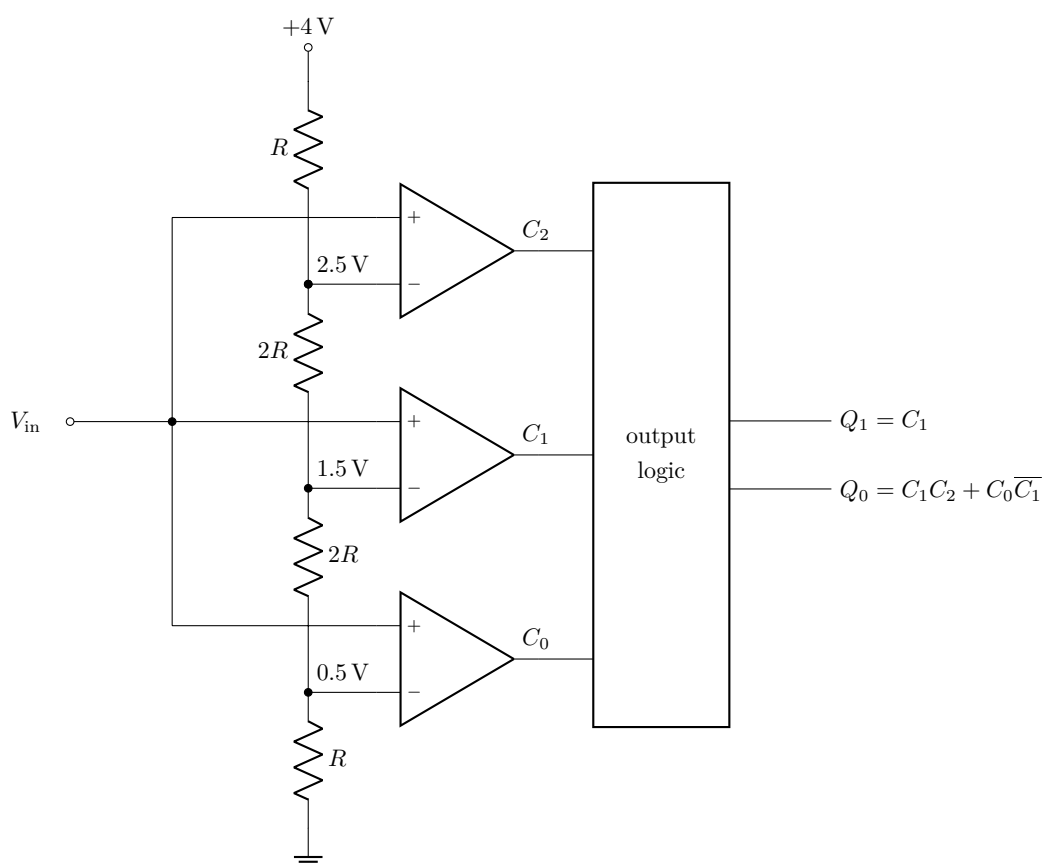 +4 V
R
+
C₂
2.5 V
−
2R
V_in
+
C₁
1.5 V
−
output
logic
Q₁ = C₁
Q₀ = C₁C₂ + C₀C̅₁̅
2R
+
C₀
0.5 V
−
R